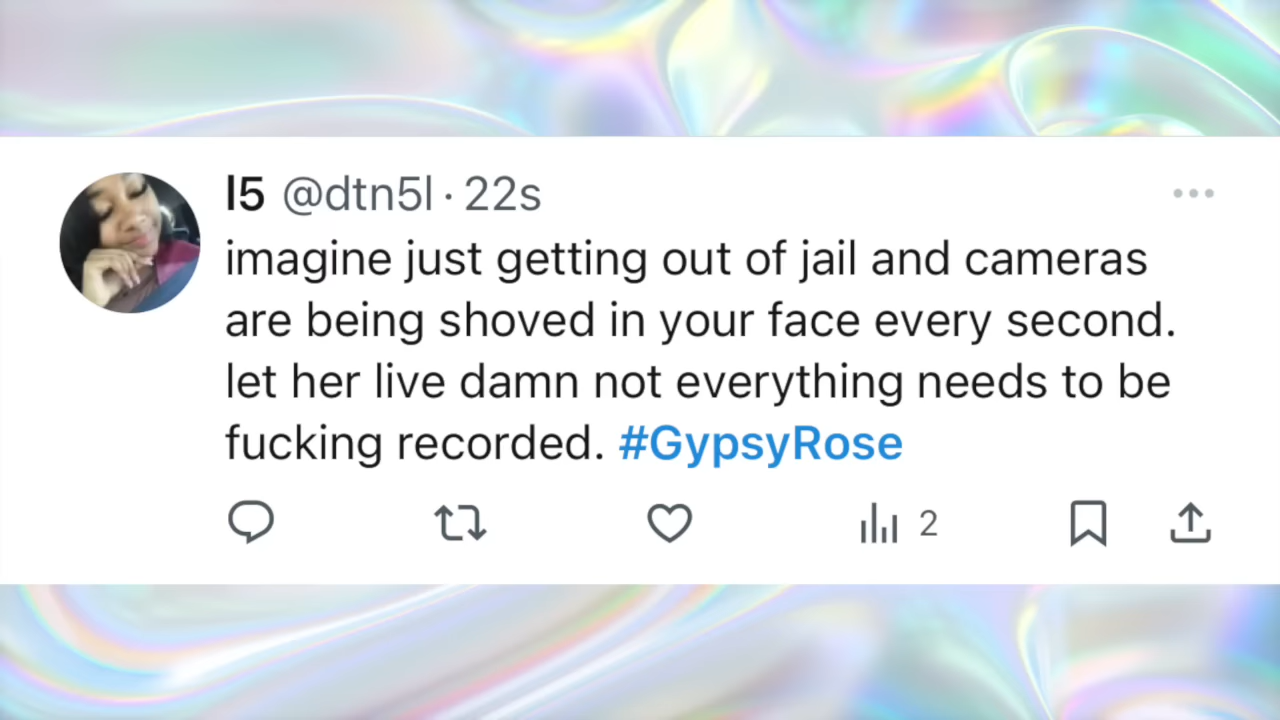 l5 @dtn5l · 22s
imagine just getting out of jail and cameras
are being shoved in your face every second.
let her live damn not everything needs to be
fucking recorded. #GypsyRose
2